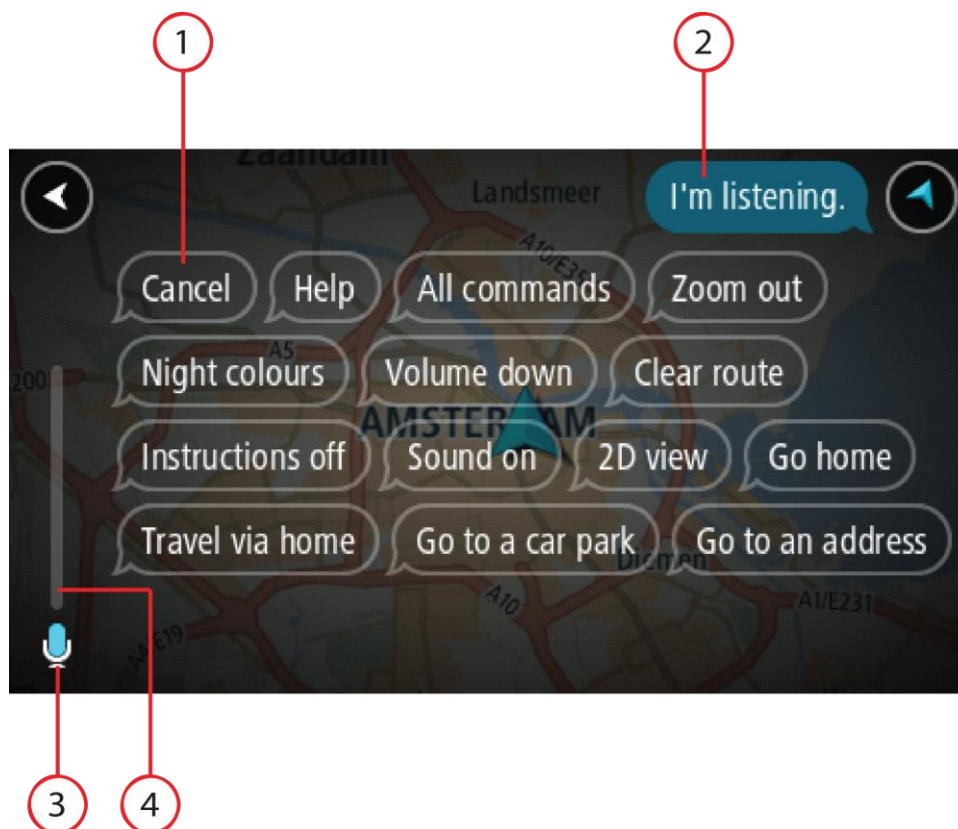 1 2
Zaandam
Landsmeer
I'm listening.
A10/E35
Cancel Help All commands Zoom out
A5
200
Night colours Volume down Clear route
AMSTERDAM
Instructions off Sound on 2D view Go home
Travel via home Go to a car park Go to an address
Diemen
A10
A1/E231
A4/E19
3 4